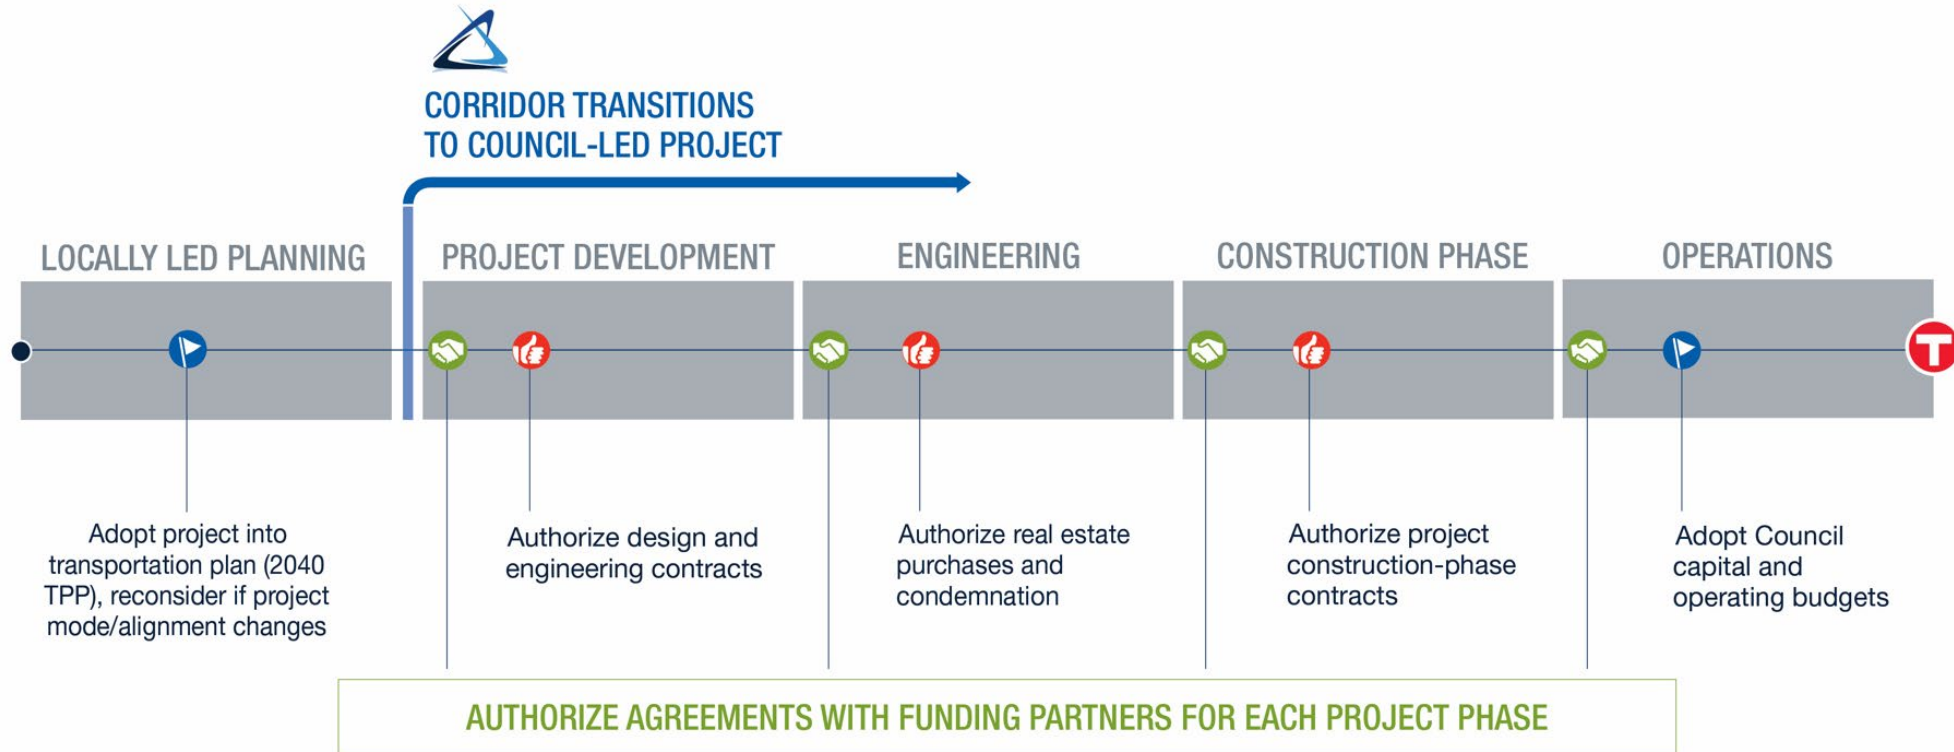 CORRIDOR TRANSITIONS
TO COUNCIL-LED PROJECT
LOCALLY LED PLANNING
PROJECT DEVELOPMENT
ENGINEERING
CONSTRUCTION PHASE
OPERATIONS
T
Adopt project into
transportation plan (2040
TPP), reconsider if project
mode/alignment changes
Authorize design and
engineering contracts
Authorize real estate
purchases and
condemnation
Authorize project
construction-phase
contracts
Adopt Council
capital and
operating budgets
AUTHORIZE AGREEMENTS WITH FUNDING PARTNERS FOR EACH PROJECT PHASE